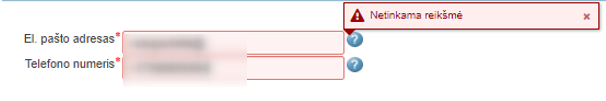 Netinkama reikšmė ×
El. pašto adresas*
Telefono numeris*